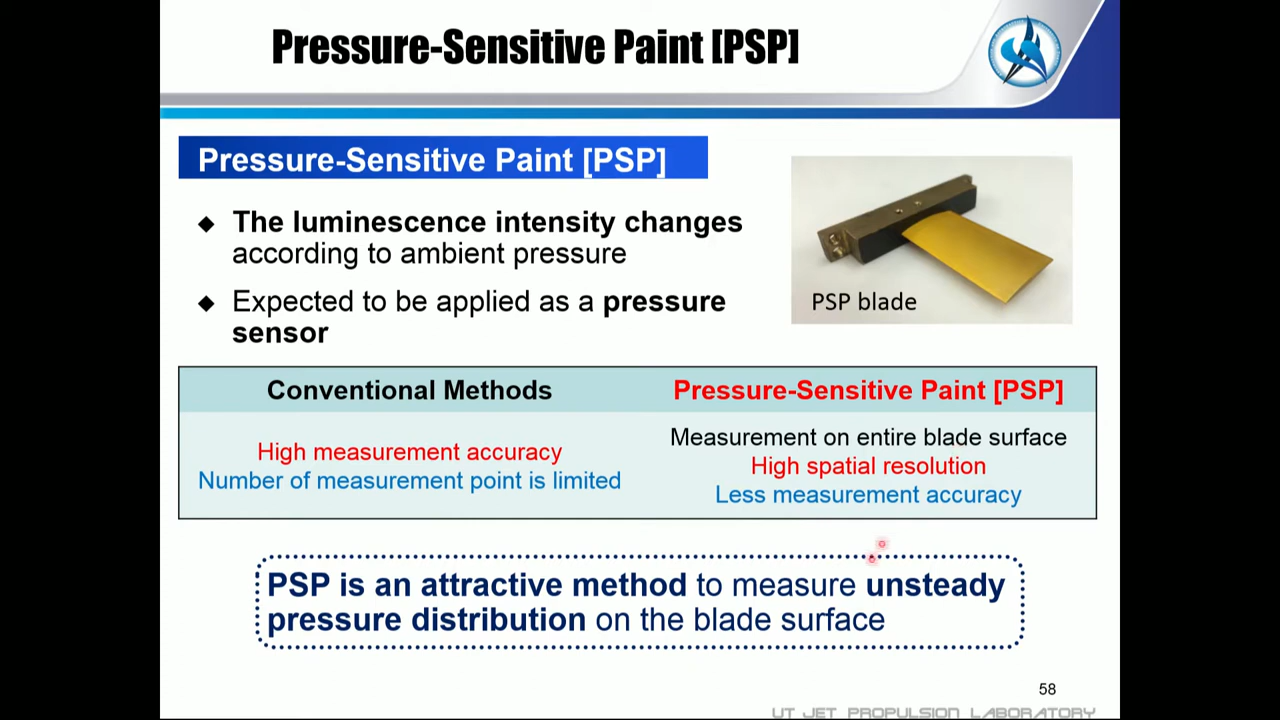 Pressure-Sensitive Paint [PSP]
Pressure-Sensitive Paint [PSP]
◆ The luminescence intensity changes
according to ambient pressure
◆ Expected to be applied as a pressure
sensor
PSP blade
Conventional Methods
High measurement accuracy
Number of measurement point is limited
Pressure-Sensitive Paint [PSP]
Measurement on entire blade surface
High spatial resolution
Less measurement accuracy
PSP is an attractive method to measure unsteady
pressure distribution on the blade surface
58
UT JET PROPULSION LABORATORY